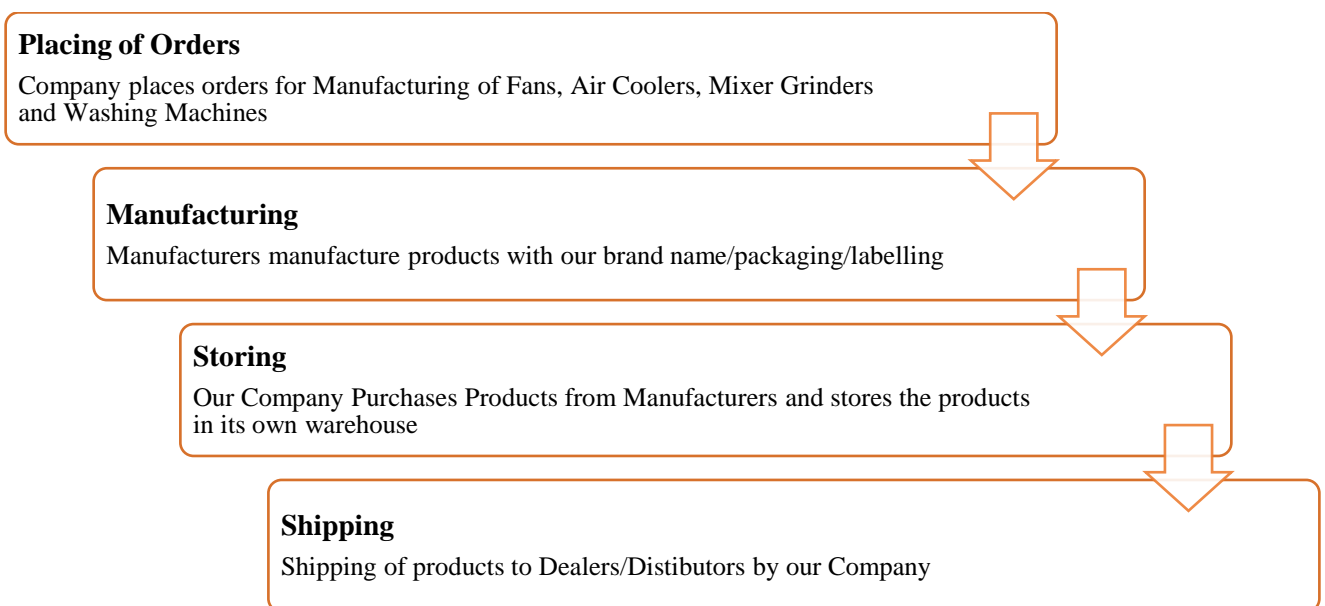 Placing of Orders
Company places orders for Manufacturing of Fans, Air Coolers, Mixer Grinders
and Washing Machines
Manufacturing
Manufacturers manufacture products with our brand name/packaging/labelling
Storing
Our Company Purchases Products from Manufacturers and stores the products
in its own warehouse
Shipping
Shipping of products to Dealers/Distibutors by our Company